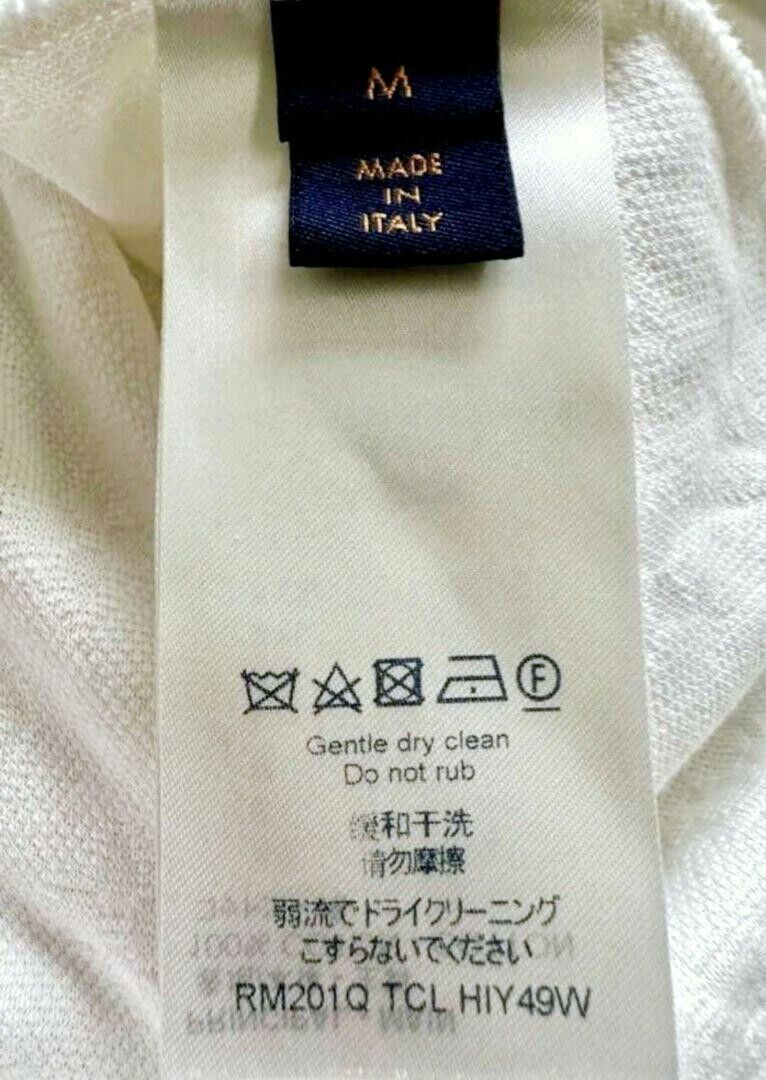 M
MADE
IN
ITALY
F
Gentle dry clean
Do not rub
缓和干洗
请勿摩擦
弱流でドライクリーニング
こすらないでください
RM201Q TCL HIY49W
PRINCIPAL - MAIN